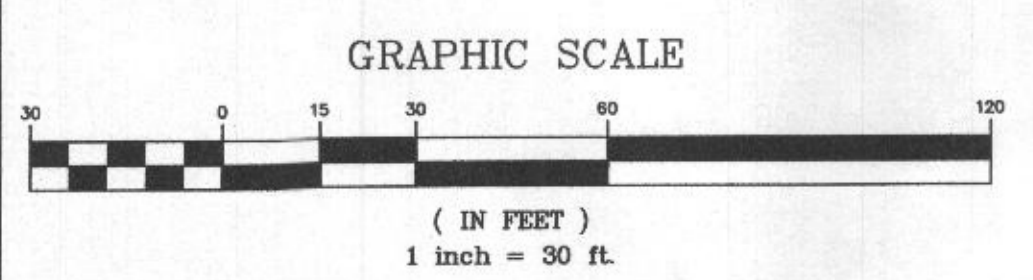 GRAPHIC SCALE
30 0 15 30 60 120
( IN FEET )
1 inch = 30 ft.